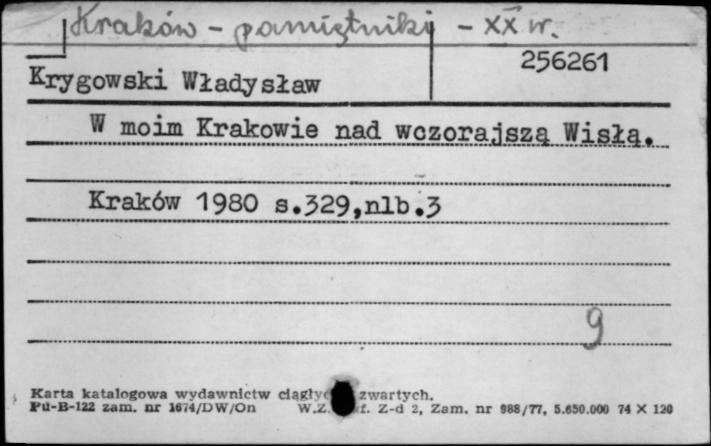 Kraków - pamiętniki - XX w.
256261
Krygowski Władysław
W moim Krakowie nad wczorajszą Wisłą.
Kraków 1980 s.329,nlb.3
9
Karta katalogowa wydawnictw zwartych.
Pu-B-122 zam. nr 1674/DW/On W.Z. f. Z-d 2, Zam. nr 988/77, 5.650.000 74 X 120